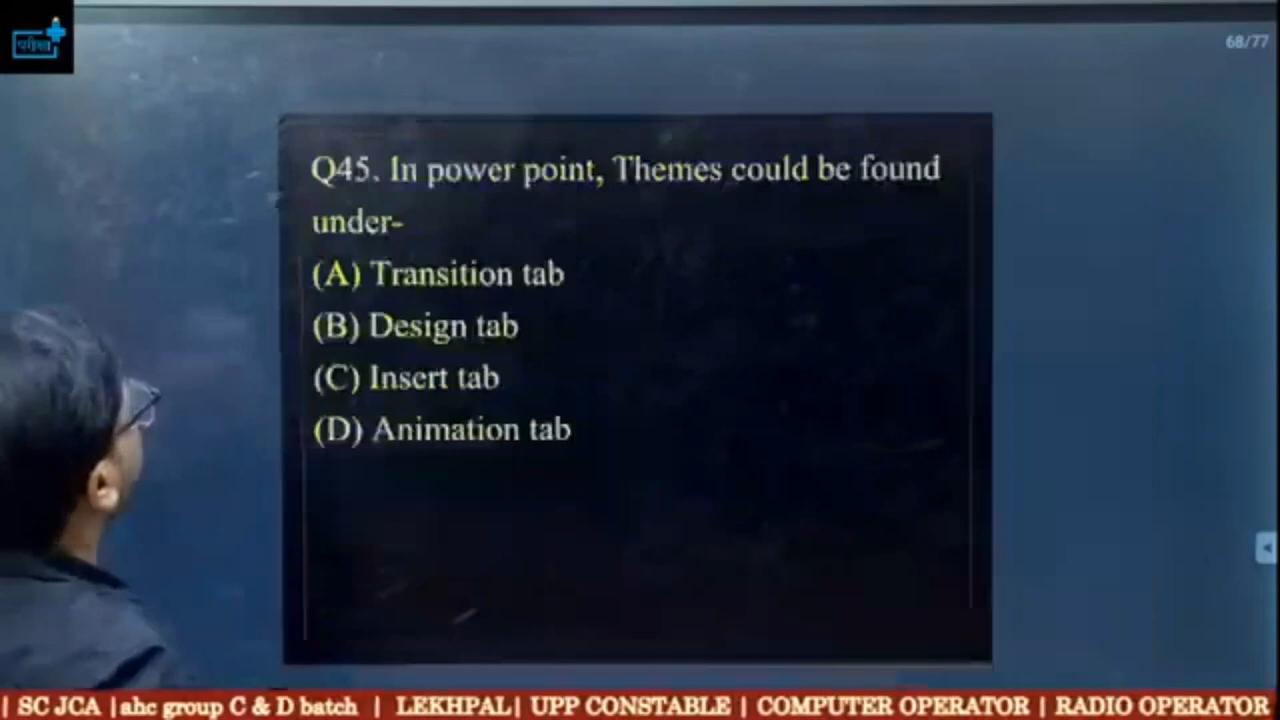 परीक्षा
68/77
Q45. In power point, Themes could be found
under-
(A) Transition tab
(B) Design tab
(C) Insert tab
(D) Animation tab
| SC JCA |ahc group C & D batch | LEKHPAL| UPP CONSTABLE | COMPUTER OPERATOR | RADIO OPERATOR